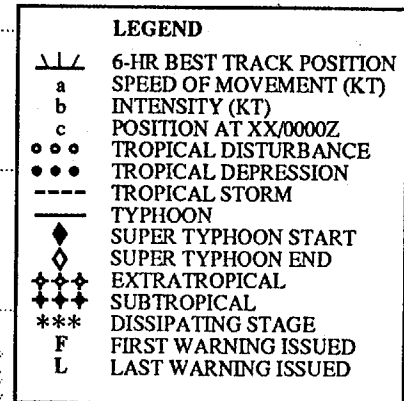 LEGEND
6-HR BEST TRACK POSITION
a SPEED OF MOVEMENT (KT)
b INTENSITY (KT)
c POSITION AT XX/0000Z
TROPICAL DISTURBANCE
TROPICAL DEPRESSION
TROPICAL STORM
TYPHOON
SUPER TYPHOON START
SUPER TYPHOON END
EXTRATROPICAL
SUBTROPICAL
*** DISSIPATING STAGE
F FIRST WARNING ISSUED
L LAST WARNING ISSUED